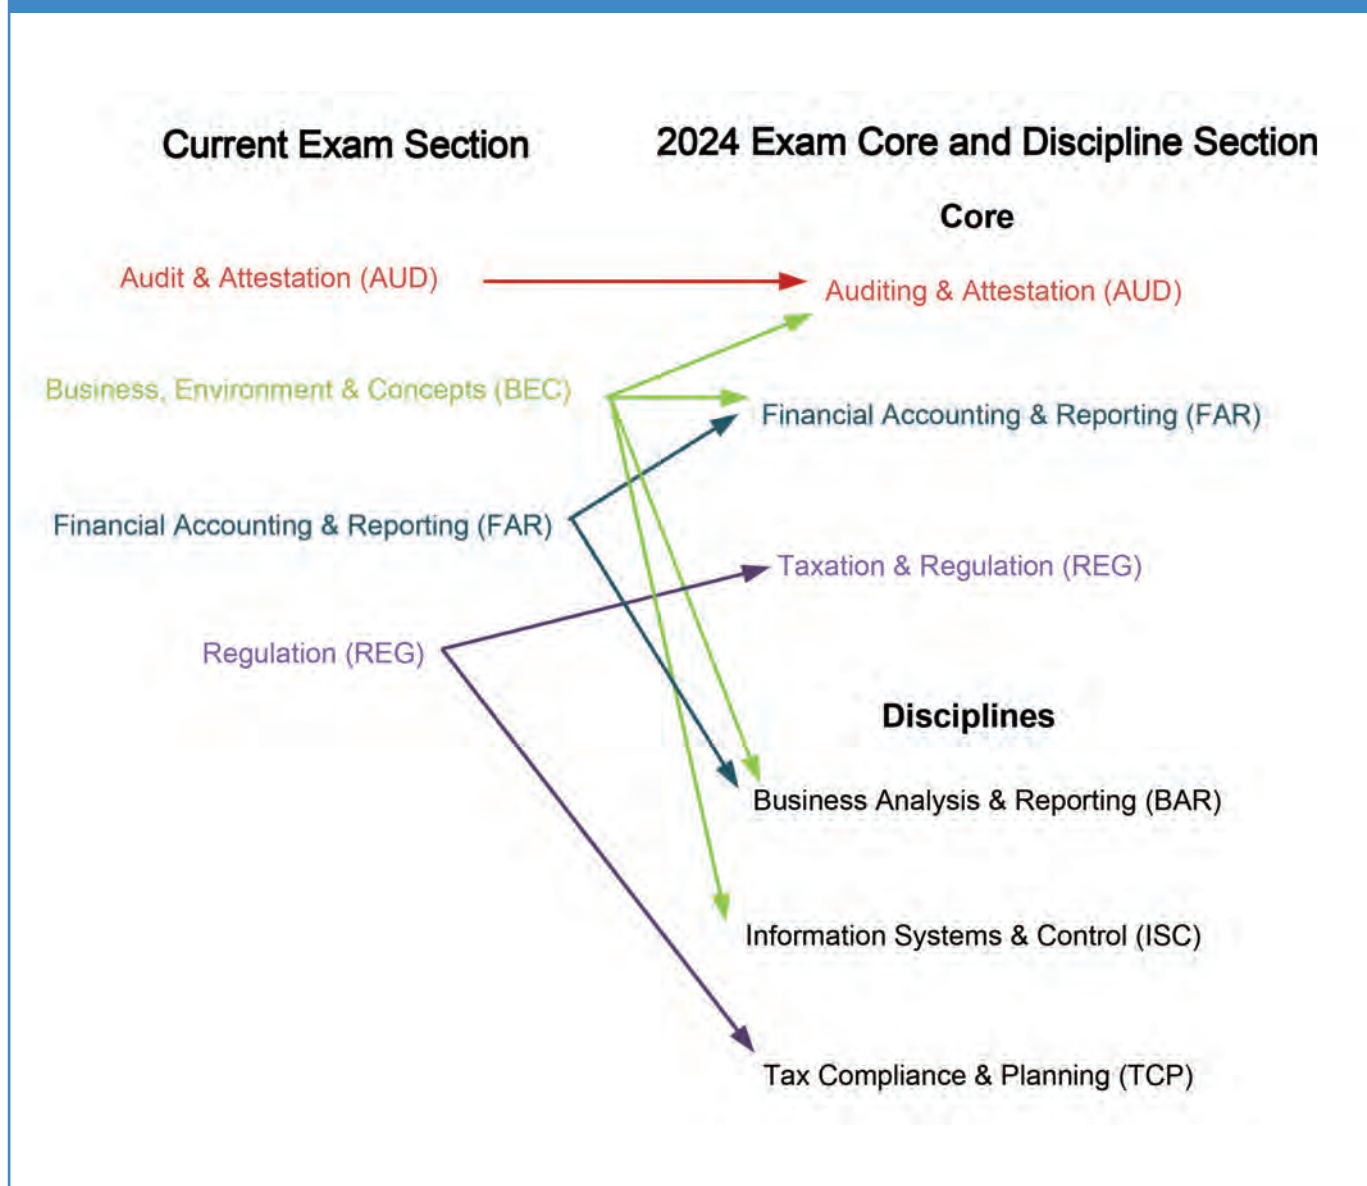 Current Exam Section
2024 Exam Core and Discipline Section
Core
Audit & Attestation (AUD)
Auditing & Attestation (AUD)
Business, Environment & Concepts (BEC)
Financial Accounting & Reporting (FAR)
Financial Accounting & Reporting (FAR)
Taxation & Regulation (REG)
Regulation (REG)
Disciplines
Business Analysis & Reporting (BAR)
Information Systems & Control (ISC)
Tax Compliance & Planning (TCP)